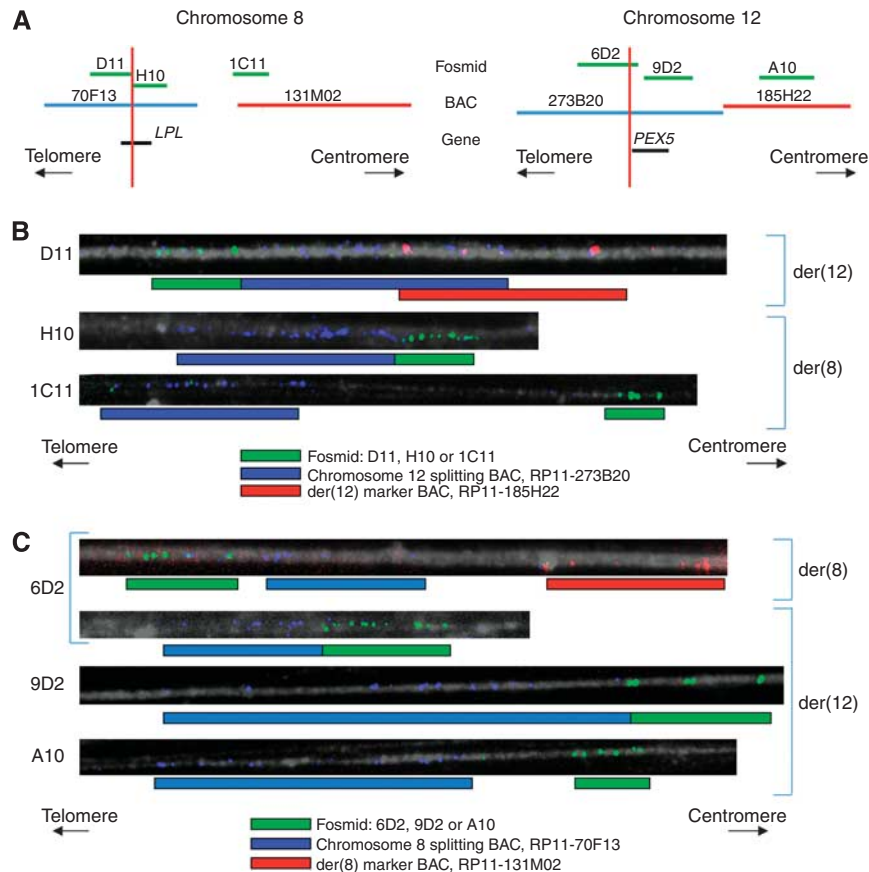 A
Chromosome 8
Chromosome 12
D11
H10
1C11
70F13
131M02
LPL
Telomere
Centromere
Fosmid
BAC
Gene
6D2
9D2
A10
273B20
185H22
PEX5
Telomere
Centromere
B
D11
der(12)
H10
der(8)
1C11
Telomere
Centromere
Fosmid: D11, H10 or 1C11
Chromosome 12 splitting BAC, RP11-273B20
der(12) marker BAC, RP11-185H22
C
6D2
der(8)
9D2
der(12)
A10
Telomere
Centromere
Fosmid: 6D2, 9D2 or A10
Chromosome 8 splitting BAC, RP11-70F13
der(8) marker BAC, RP11-131M02